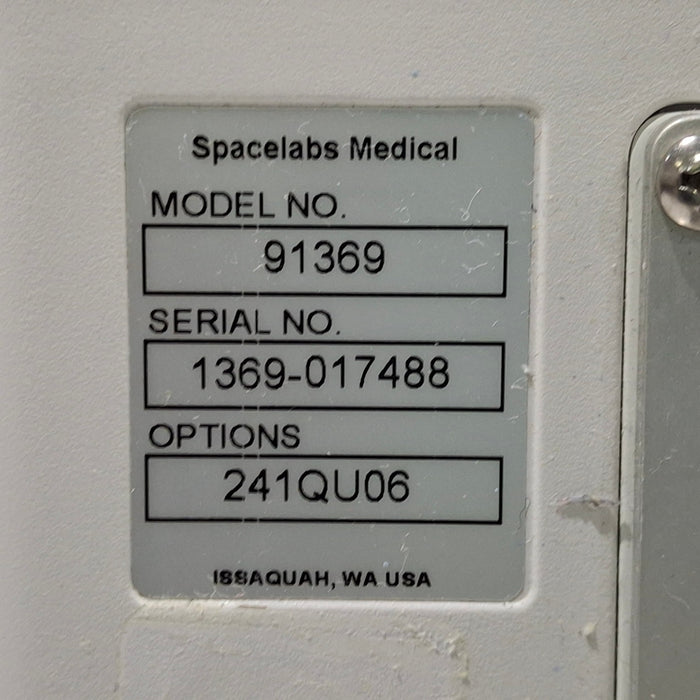 Spacelabs Medical
MODEL NO.
91369
SERIAL NO.
1369-017488
OPTIONS
241QU06
ISSAQUAH, WA USA